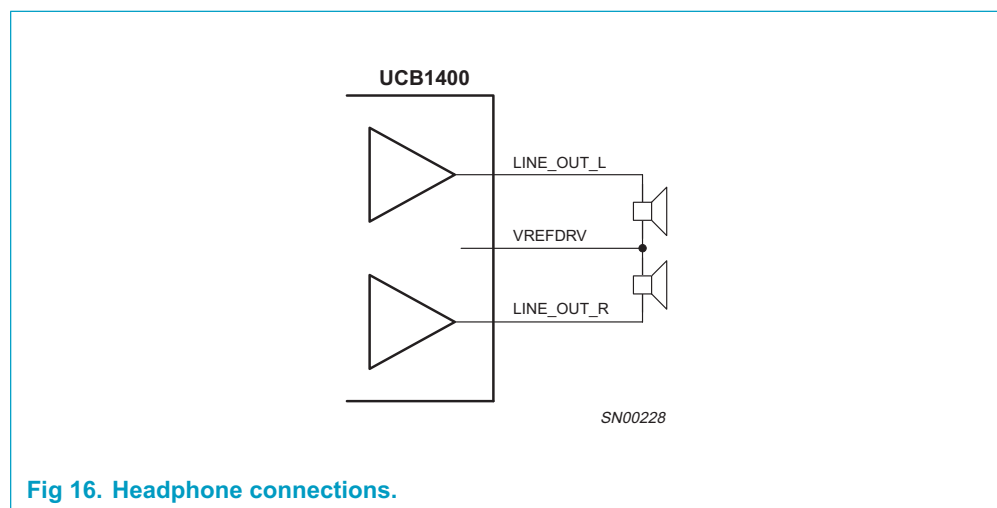 UCB1400
LINE_OUT_L
VREFDRV
LINE_OUT_R
SN00228
Fig 16. Headphone connections.